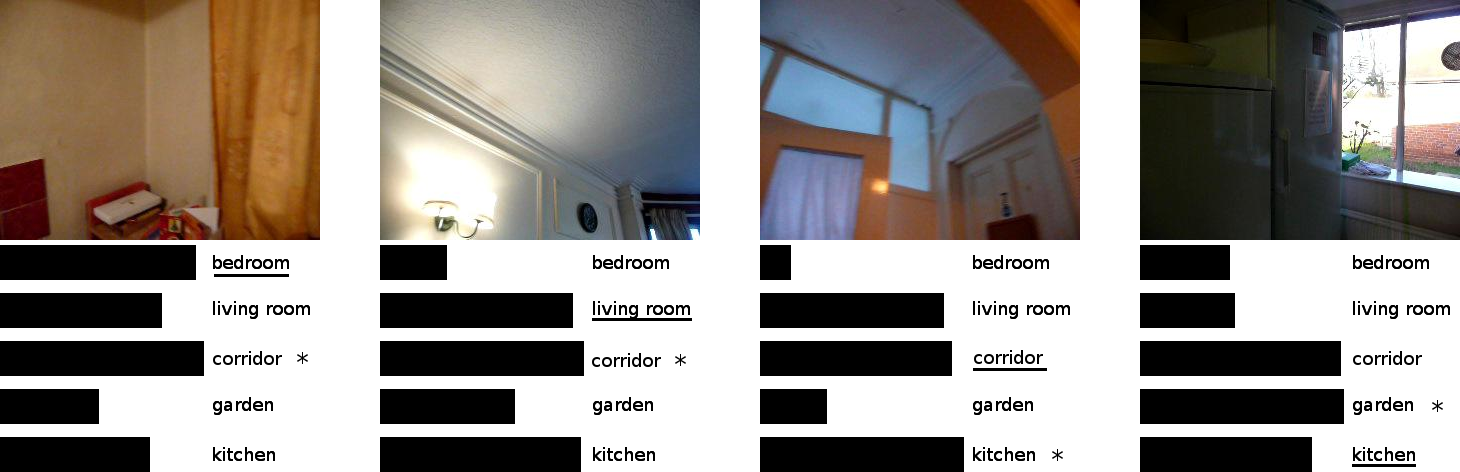 bedroom
living room
corridor *
garden
kitchen
bedroom
living room
corridor *
garden
kitchen
bedroom
living room
corridor
garden
kitchen *
bedroom
living room
corridor
garden *
kitchen